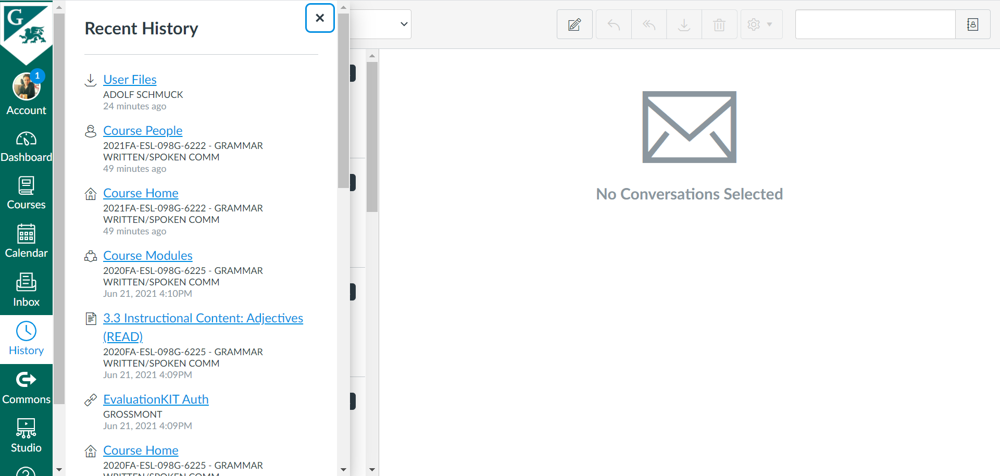 G
1
Account
Dashboard
Courses
Calendar
Inbox
History
Commons
Studio
Recent History
User Files
ADOLF SCHMUCK
24 minutes ago
Course People
2021FA-ESL-098G-6222 - GRAMMAR
WRITTEN/SPOKEN COMM
49 minutes ago
Course Home
2021FA-ESL-098G-6222 - GRAMMAR
WRITTEN/SPOKEN COMM
49 minutes ago
Course Modules
2020FA-ESL-098G-6225 - GRAMMAR
WRITTEN/SPOKEN COMM
Jun 21, 2021 4:10PM
3.3 Instructional Content: Adjectives
(READ)
2020FA-ESL-098G-6225 - GRAMMAR
WRITTEN/SPOKEN COMM
Jun 21, 2021 4:09PM
EvaluationKIT Auth
GROSSMONT
Jun 21, 2021 4:09PM
Course Home
2020FA-ESL-098G-6225 - GRAMMAR
WRITTEN/SPOKEN COMM
No Conversations Selected